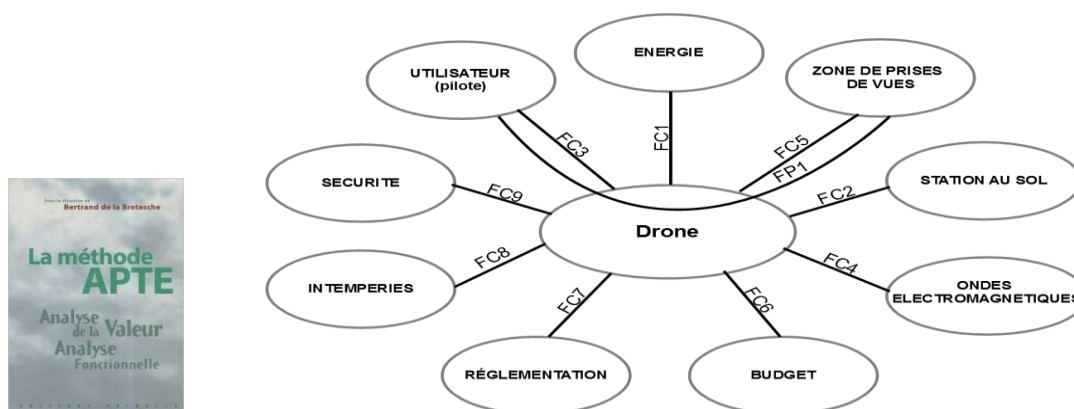 Sous la direction de
Bertrand de la Bretesche
La méthode
APTE
Analyse
de la Valeur
Analyse
Fonctionnelle
ENERGIE
UTILISATEUR
(pilote)
ZONE DE PRISES
DE VUES
FC1
FC3
FC5
FP1
SECURITE
FC9
FC2
STATION AU SOL
Drone
INTEMPERIES
FC8
FC4
ONDES
ELECTROMAGNETIQUES
FC7
FC6
RÉGLEMENTATION
BUDGET